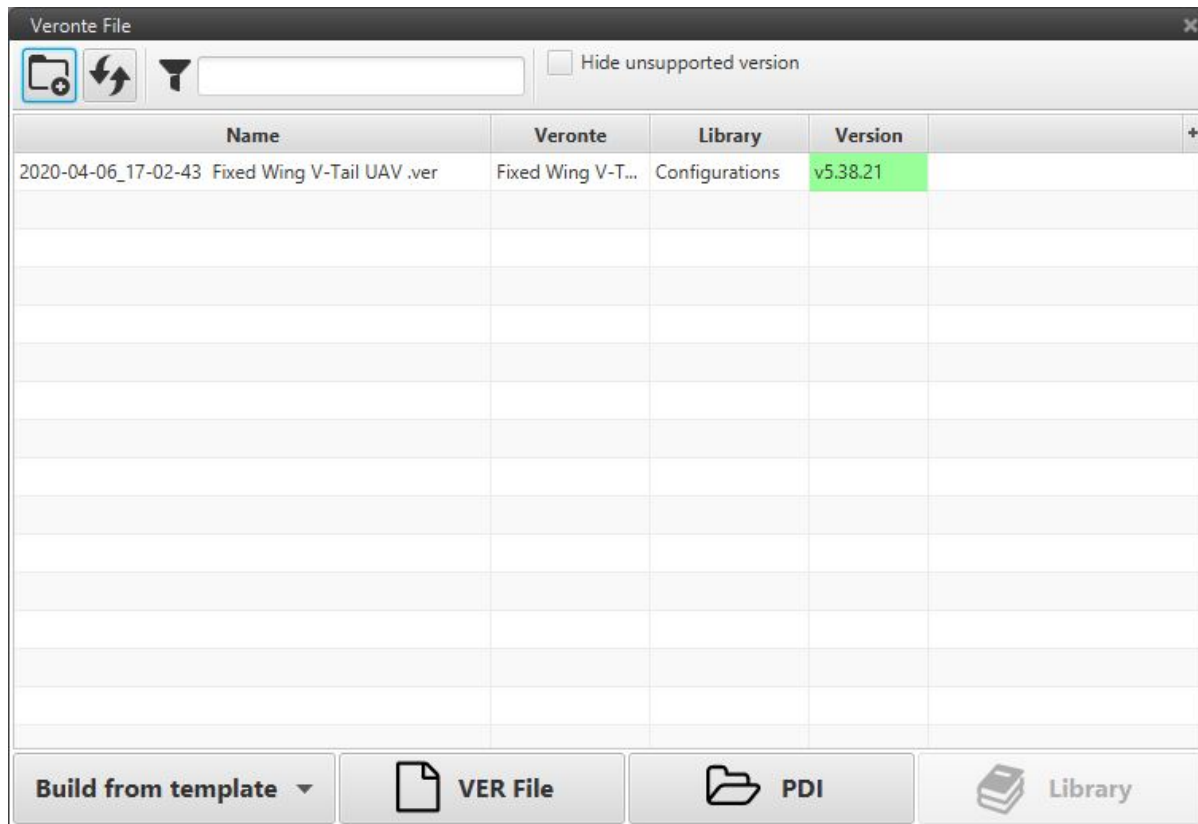 Veronte File
Hide unsupported version
Name Veronte Library Version
2020-04-06_17-02-43 Fixed Wing V-Tail UAV .ver Fixed Wing V-T... Configurations v5.38.21
Build from template VER File PDI Library